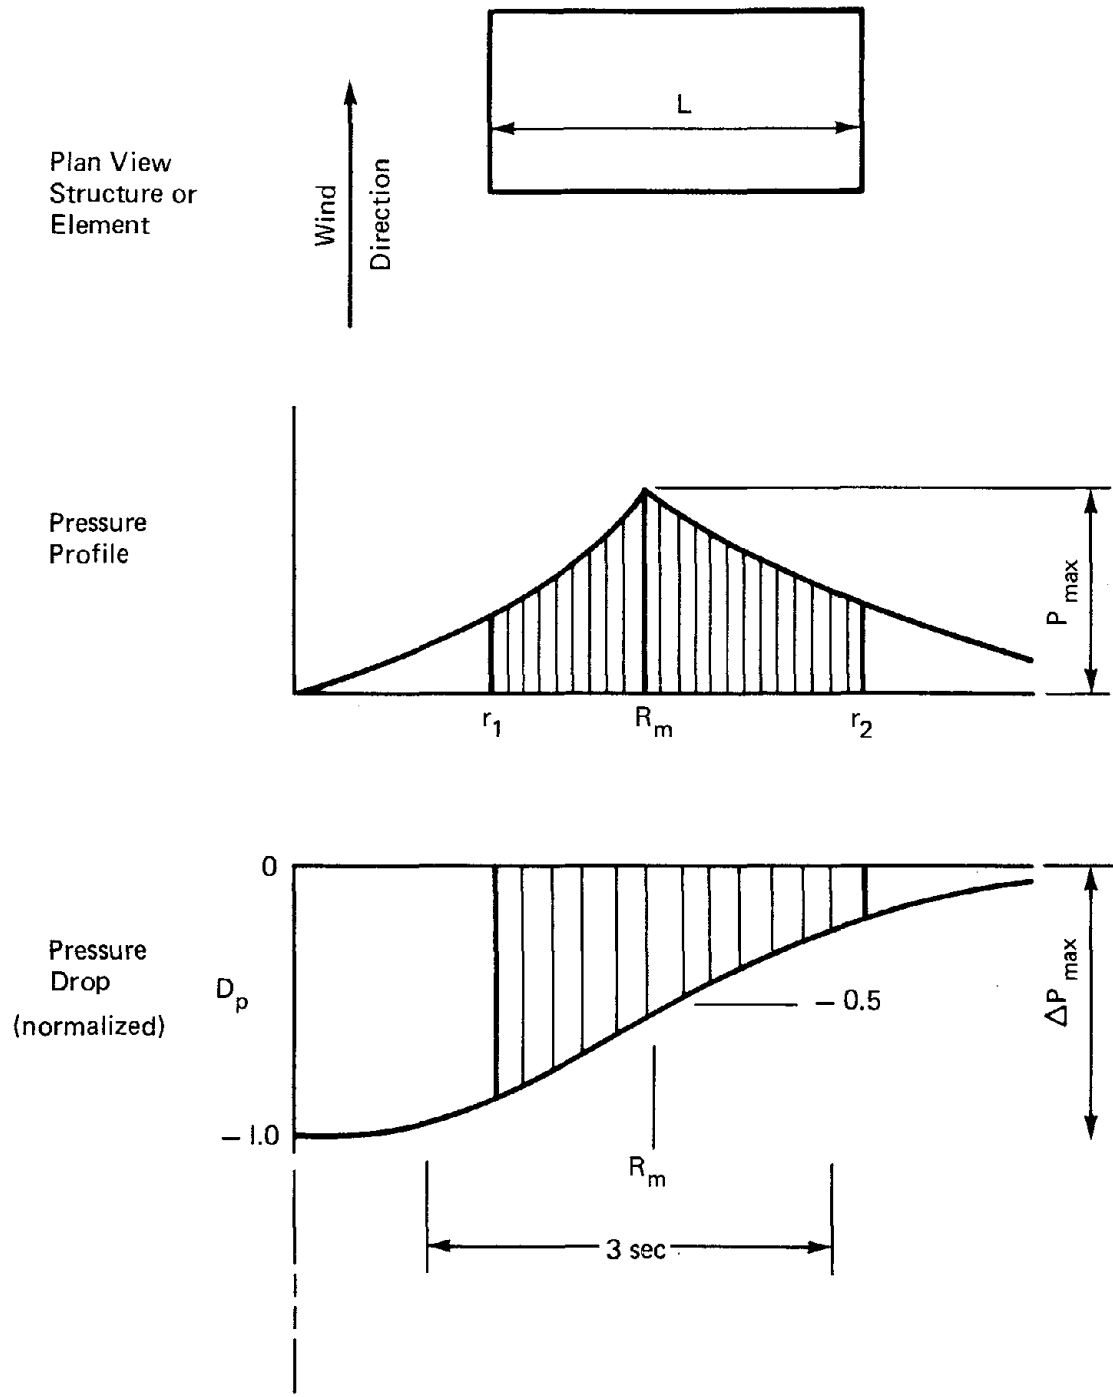 L
Plan View
Structure or
Element
Wind
Direction
Pressure
Profile
P max
r1
Rm
r2
0
Pressure
Drop
(normalized)
Dp
− 0.5
ΔP max
− 1.0
Rm
3 sec